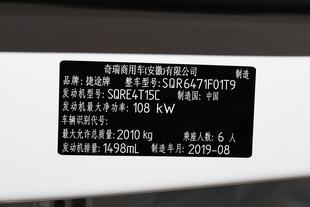 奇瑞商用车(安徽)有限公司 制造
品牌：捷途牌 整车型号：SQR6471F01T9
发动机型号：SQRE4T15C 制造国：中国
发动机最大净功率：108 kW
车辆识别代号：
最大允许总质量：2010 kg 乘座人数：6 人
发动机排量：1498mL 制造年月：2019-08